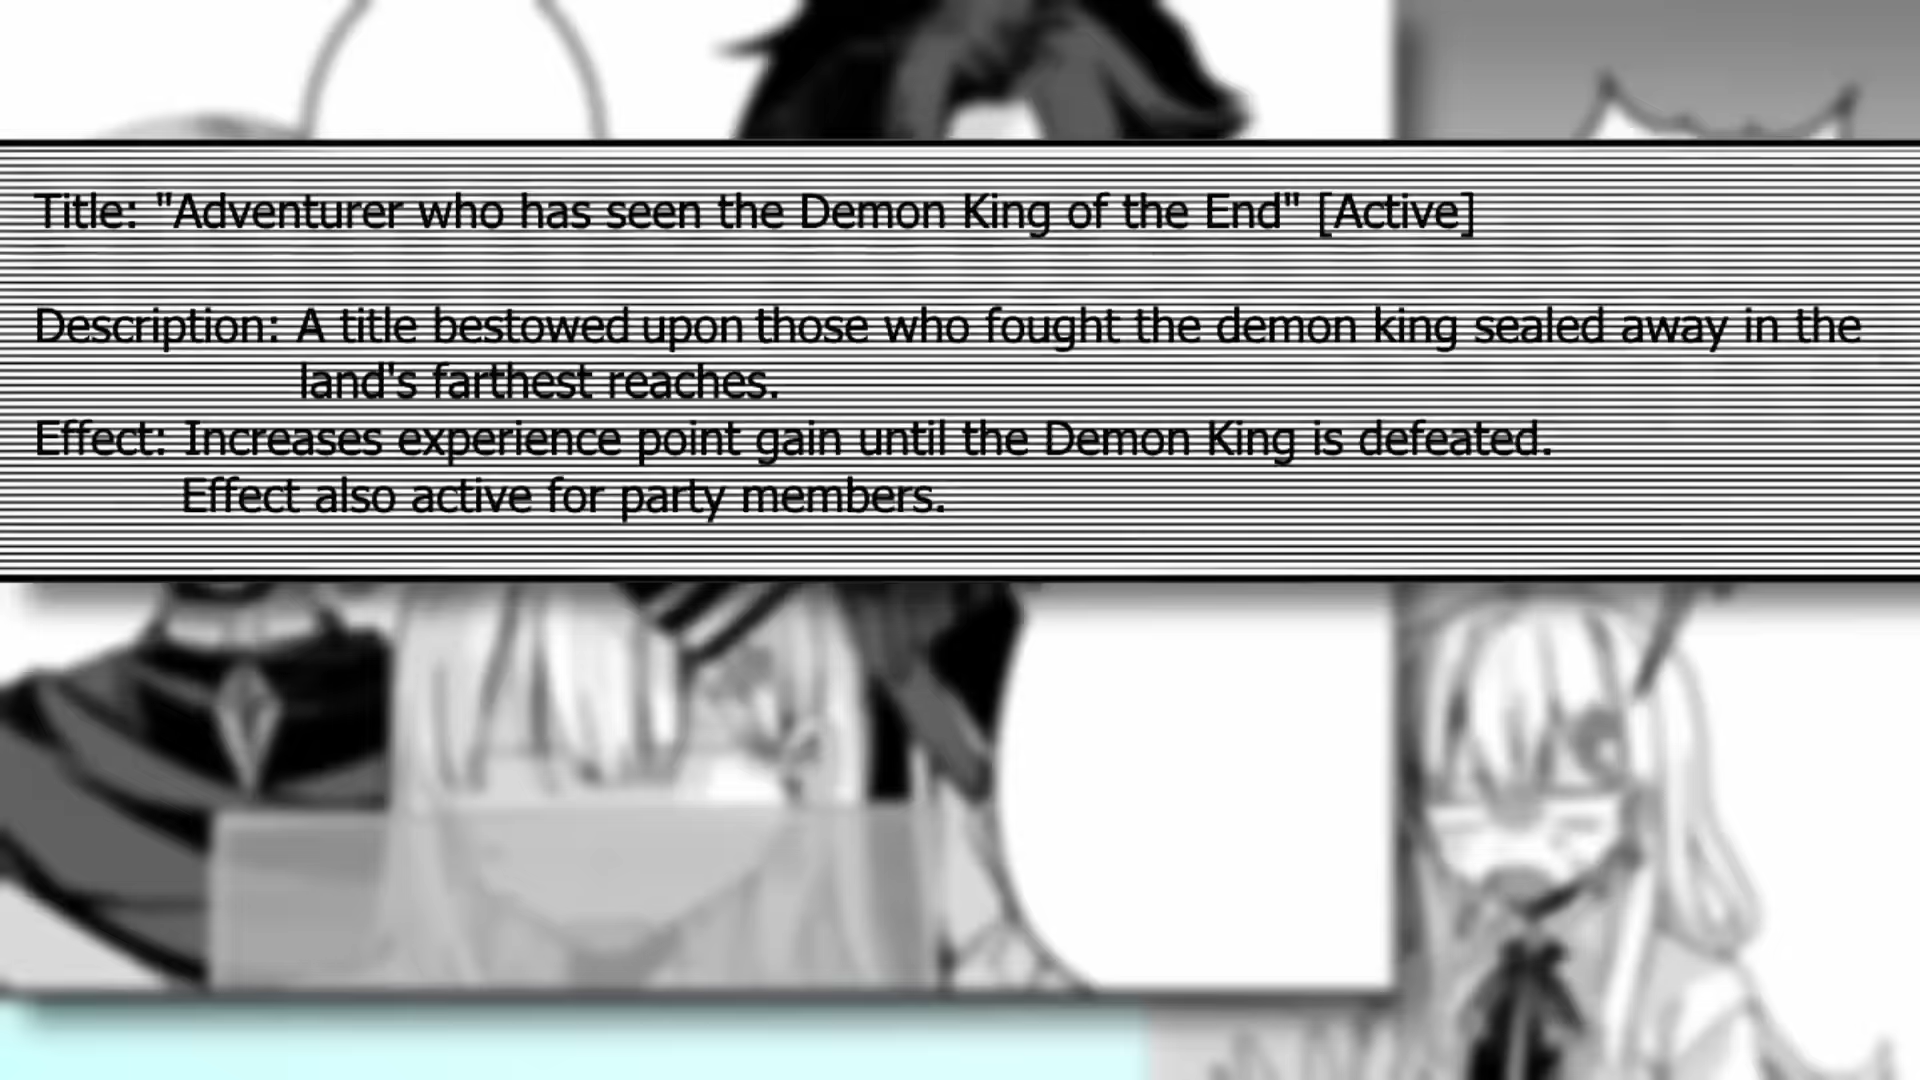 Title: "Adventurer who has seen the Demon King of the End" [Active]
Description: A title bestowed upon those who fought the demon king sealed away in the
land's farthest reaches.
Effect: Increases experience point gain until the Demon King is defeated.
Effect also active for party members.